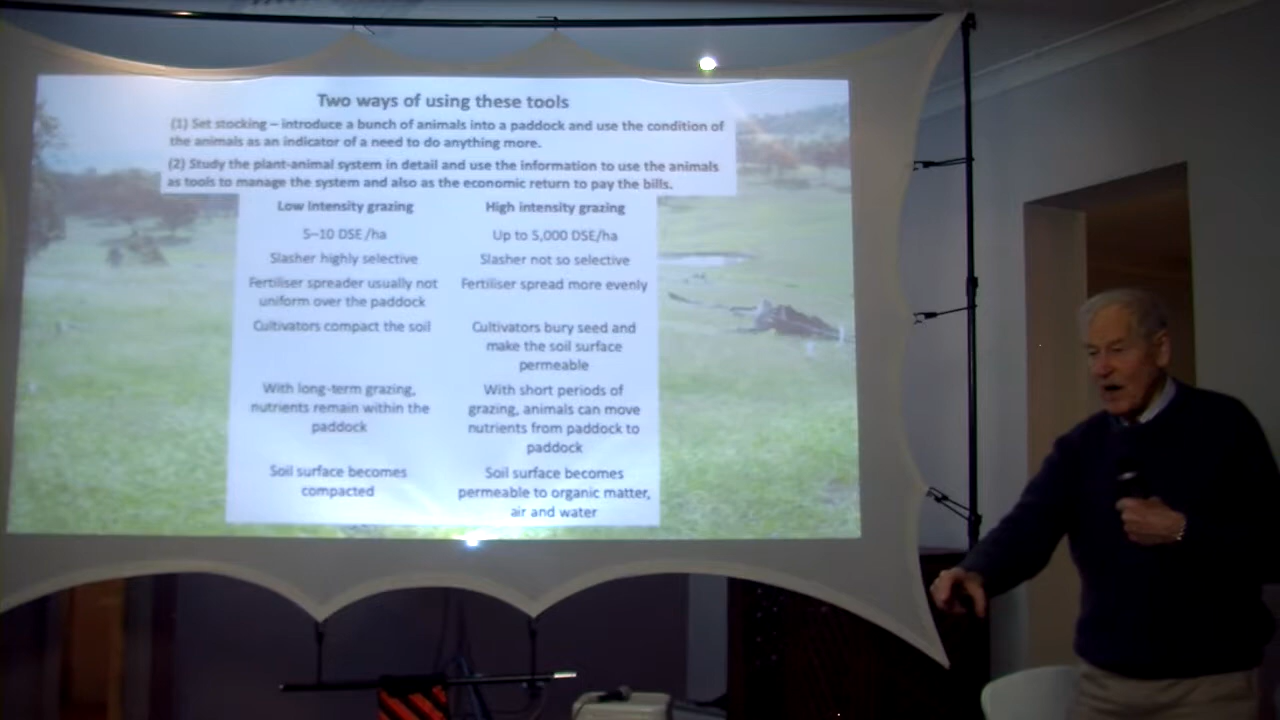 Two ways of using these tools
(1) Set stocking – introduce a bunch of animals into a paddock and use the condition of
the animals as an indicator of a need to do anything more.
(2) Study the plant-animal system in detail and use the information to use the animals
as tools to manage the system and also as the economic return to pay the bills.
Low Intensity grazing
High intensity grazing
5–10 DSE/ha
Up to 5,000 DSE/ha
Slasher highly selective
Slasher not so selective
Fertiliser spreader usually not
uniform over the paddock
Fertiliser spread more evenly
Cultivators compact the soil
Cultivators bury seed and
make the soil surface
permeable
With long-term grazing,
nutrients remain within the
paddock
With short periods of
grazing, animals can move
nutrients from paddock to
paddock
Soil surface becomes
compacted
Soil surface becomes
permeable to organic matter,
air and water